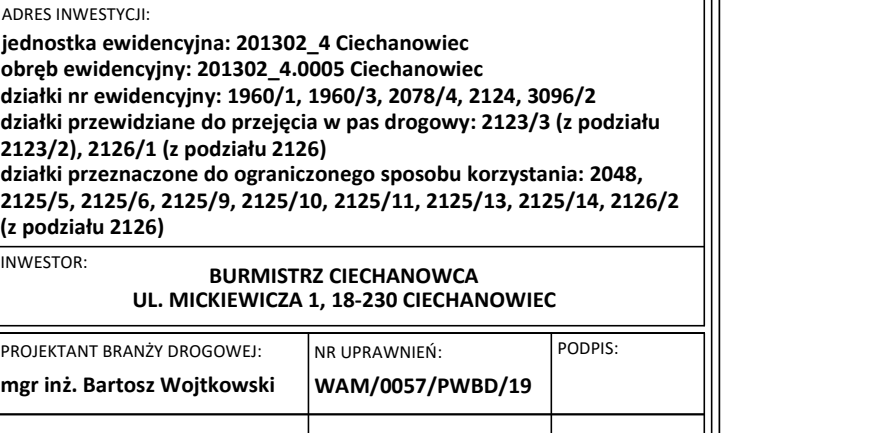 ADRES INWESTYCJI:
jednostka ewidencyjna: 201302_4 Ciechanowiec
obręb ewidencyjny: 201302_4.0005 Ciechanowiec
działki nr ewidencyjny: 1960/1, 1960/3, 2078/4, 2124, 3096/2
działki przewidziane do przejęcia w pas drogowy: 2123/3 (z podziału
2123/2), 2126/1 (z podziału 2126)
działki przeznaczone do ograniczonego sposobu korzystania: 2048,
2125/5, 2125/6, 2125/9, 2125/10, 2125/11, 2125/13, 2125/14, 2126/2
(z podziału 2126)
INWESTOR:
BURMISTRZ CIECHANOWCA
UL. MICKIEWICZA 1, 18-230 CIECHANOWIEC
PROJEKTANT BRANŻY DROGOWEJ:
NR UPRAWNIEŃ:
PODPIS:
mgr inż. Bartosz Wojtkowski
WAM/0057/PWBD/19